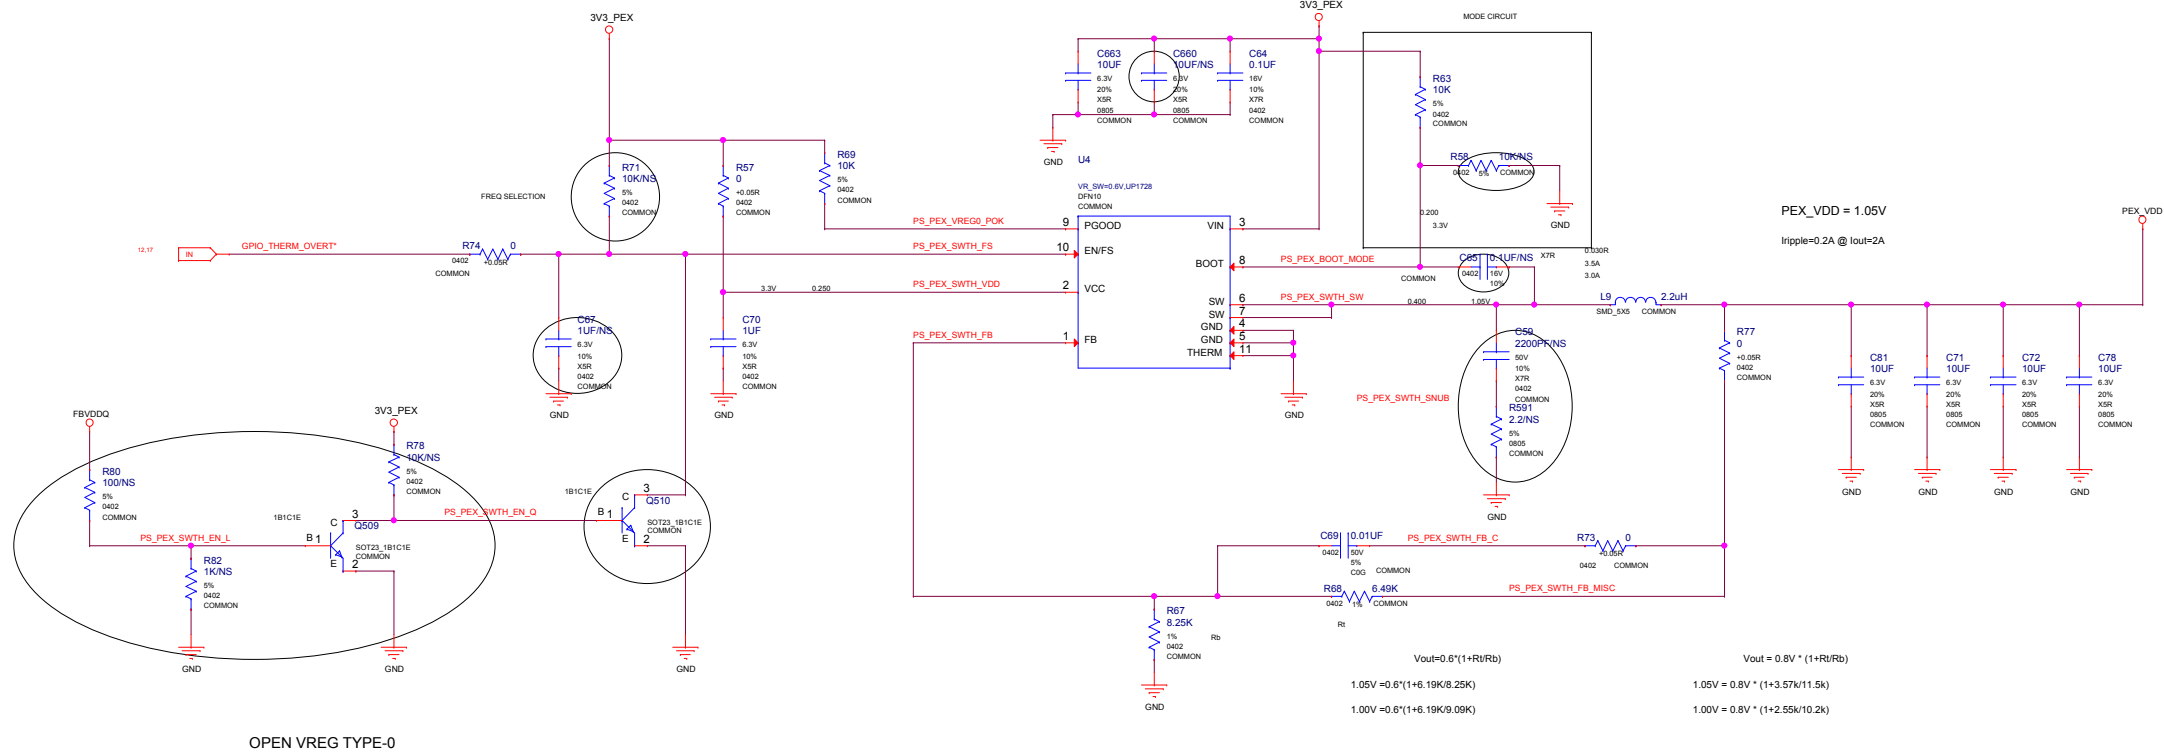 3V3_PEX
3V3_PEX
MODE CIRCUIT
C663
10UF
6.3V
20%
X5R
0805
COMMON
C660
10UF/NS
6.3V
20%
X5R
0805
COMMON
C64
0.1UF
16V
10%
X7R
0402
COMMON
GND
R63
10K
5%
0402
COMMON
R58
10K/NS
0402
5%
COMMON
GND
0.200
3.3V
FREQ SELECTION
R71
10K/NS
5%
0402
COMMON
R57
0
+0.05R
0402
COMMON
R69
10K
5%
0402
COMMON
U4
VR_SW=0.6V,UP1728
DFN10
COMMON
PS_PEX_VREG0_POK
9
PGOOD
VIN
3
12,17
IN
GPIO_THERM_OVERT*
R74
0
0402
+0.05R
COMMON
PS_PEX_SWTH_FS
10
EN/FS
BOOT
8
PS_PEX_BOOT_MODE
COMMON
C65
0.1UF/NS
0402
16V
10%
X7R
0.030R
3.5A
3.0A
PEX_VDD = 1.05V
Iripple=0.2A @ Iout=2A
PEX_VDD
3.3V
0.250
PS_PEX_SWTH_VDD
2
VCC
SW
6
PS_PEX_SWTH_SW
0.400
1.05V
SW
7
GND
4
GND
5
THERM
11
GND
L9
2.2uH
SMD_5X5
COMMON
PS_PEX_SWTH_FB
1
FB
C67
1UF/NS
6.3V
10%
X5R
0402
COMMON
GND
C70
1UF
6.3V
10%
X5R
0402
COMMON
GND
C59
2200PF/NS
50V
10%
X7R
0402
COMMON
PS_PEX_SWTH_SNUB
R591
2.2/NS
5%
0805
COMMON
GND
R77
0
+0.05R
0402
COMMON
C81
10UF
6.3V
20%
X5R
0805
COMMON
GND
C71
10UF
6.3V
20%
X5R
0805
COMMON
GND
C72
10UF
6.3V
20%
X5R
0805
COMMON
GND
C78
10UF
6.3V
20%
X5R
0805
COMMON
GND
FBVDDQ
3V3_PEX
R80
100/NS
5%
0402
COMMON
R78
10K/NS
5%
0402
COMMON
PS_PEX_SWTH_EN_L
R82
1K/NS
5%
0402
COMMON
GND
1B1C1E
B
1
C
3
Q509
SOT23_1B1C1E
COMMON
E
2
GND
PS_PEX_SWTH_EN_Q
1B1C1E
B
1
C
3
Q510
SOT23_1B1C1E
COMMON
E
2
GND
C69
0.01UF
0402
50V
5%
C0G
COMMON
PS_PEX_SWTH_FB_C
R73
0
0402
+0.05R
COMMON
R68
6.49K
0402
1%
COMMON
Rt
PS_PEX_SWTH_FB_MISC
R67
8.25K
1%
0402
COMMON
Rb
GND
Vout=0.6*(1+Rt/Rb)
1.05V =0.6*(1+6.19K/8.25K)
1.00V =0.6*(1+6.19K/9.09K)
Vout = 0.8V * (1+Rt/Rb)
1.05V = 0.8V * (1+3.57k/11.5k)
1.00V = 0.8V * (1+2.55k/10.2k)
OPEN VREG TYPE-0